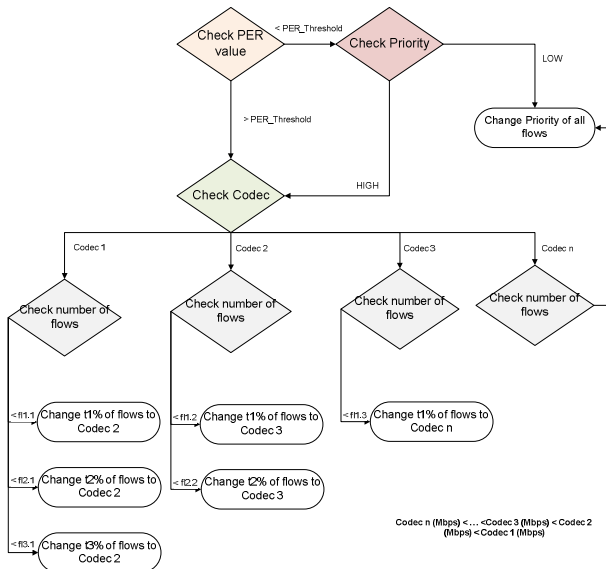 Check PER
value
< PER_Threshold
Check Priority
LOW
Change Priority of all
flows
> PER_Threshold
HIGH
Check Codec
Codec 1
Codec 2
Codec 3
Codec n
Check number of
flows
Check number of
flows
Check number of
flows
Check number of
flows
< fl1.1
Change t1% of flows to
Codec 2
< fl1.2
Change t1% of flows to
Codec 3
< fl1.3
Change t1% of flows to
Codec n
< fl2.1
Change t2% of flows to
Codec 2
< fl2.2
Change t2% of flows to
Codec 3
< fl3.1
Change t3% of flows to
Codec 2
Codec n (Mbps) < ... <Codec 3 (Mbps) < Codec 2
(Mbps) < Codec 1 (Mbps)